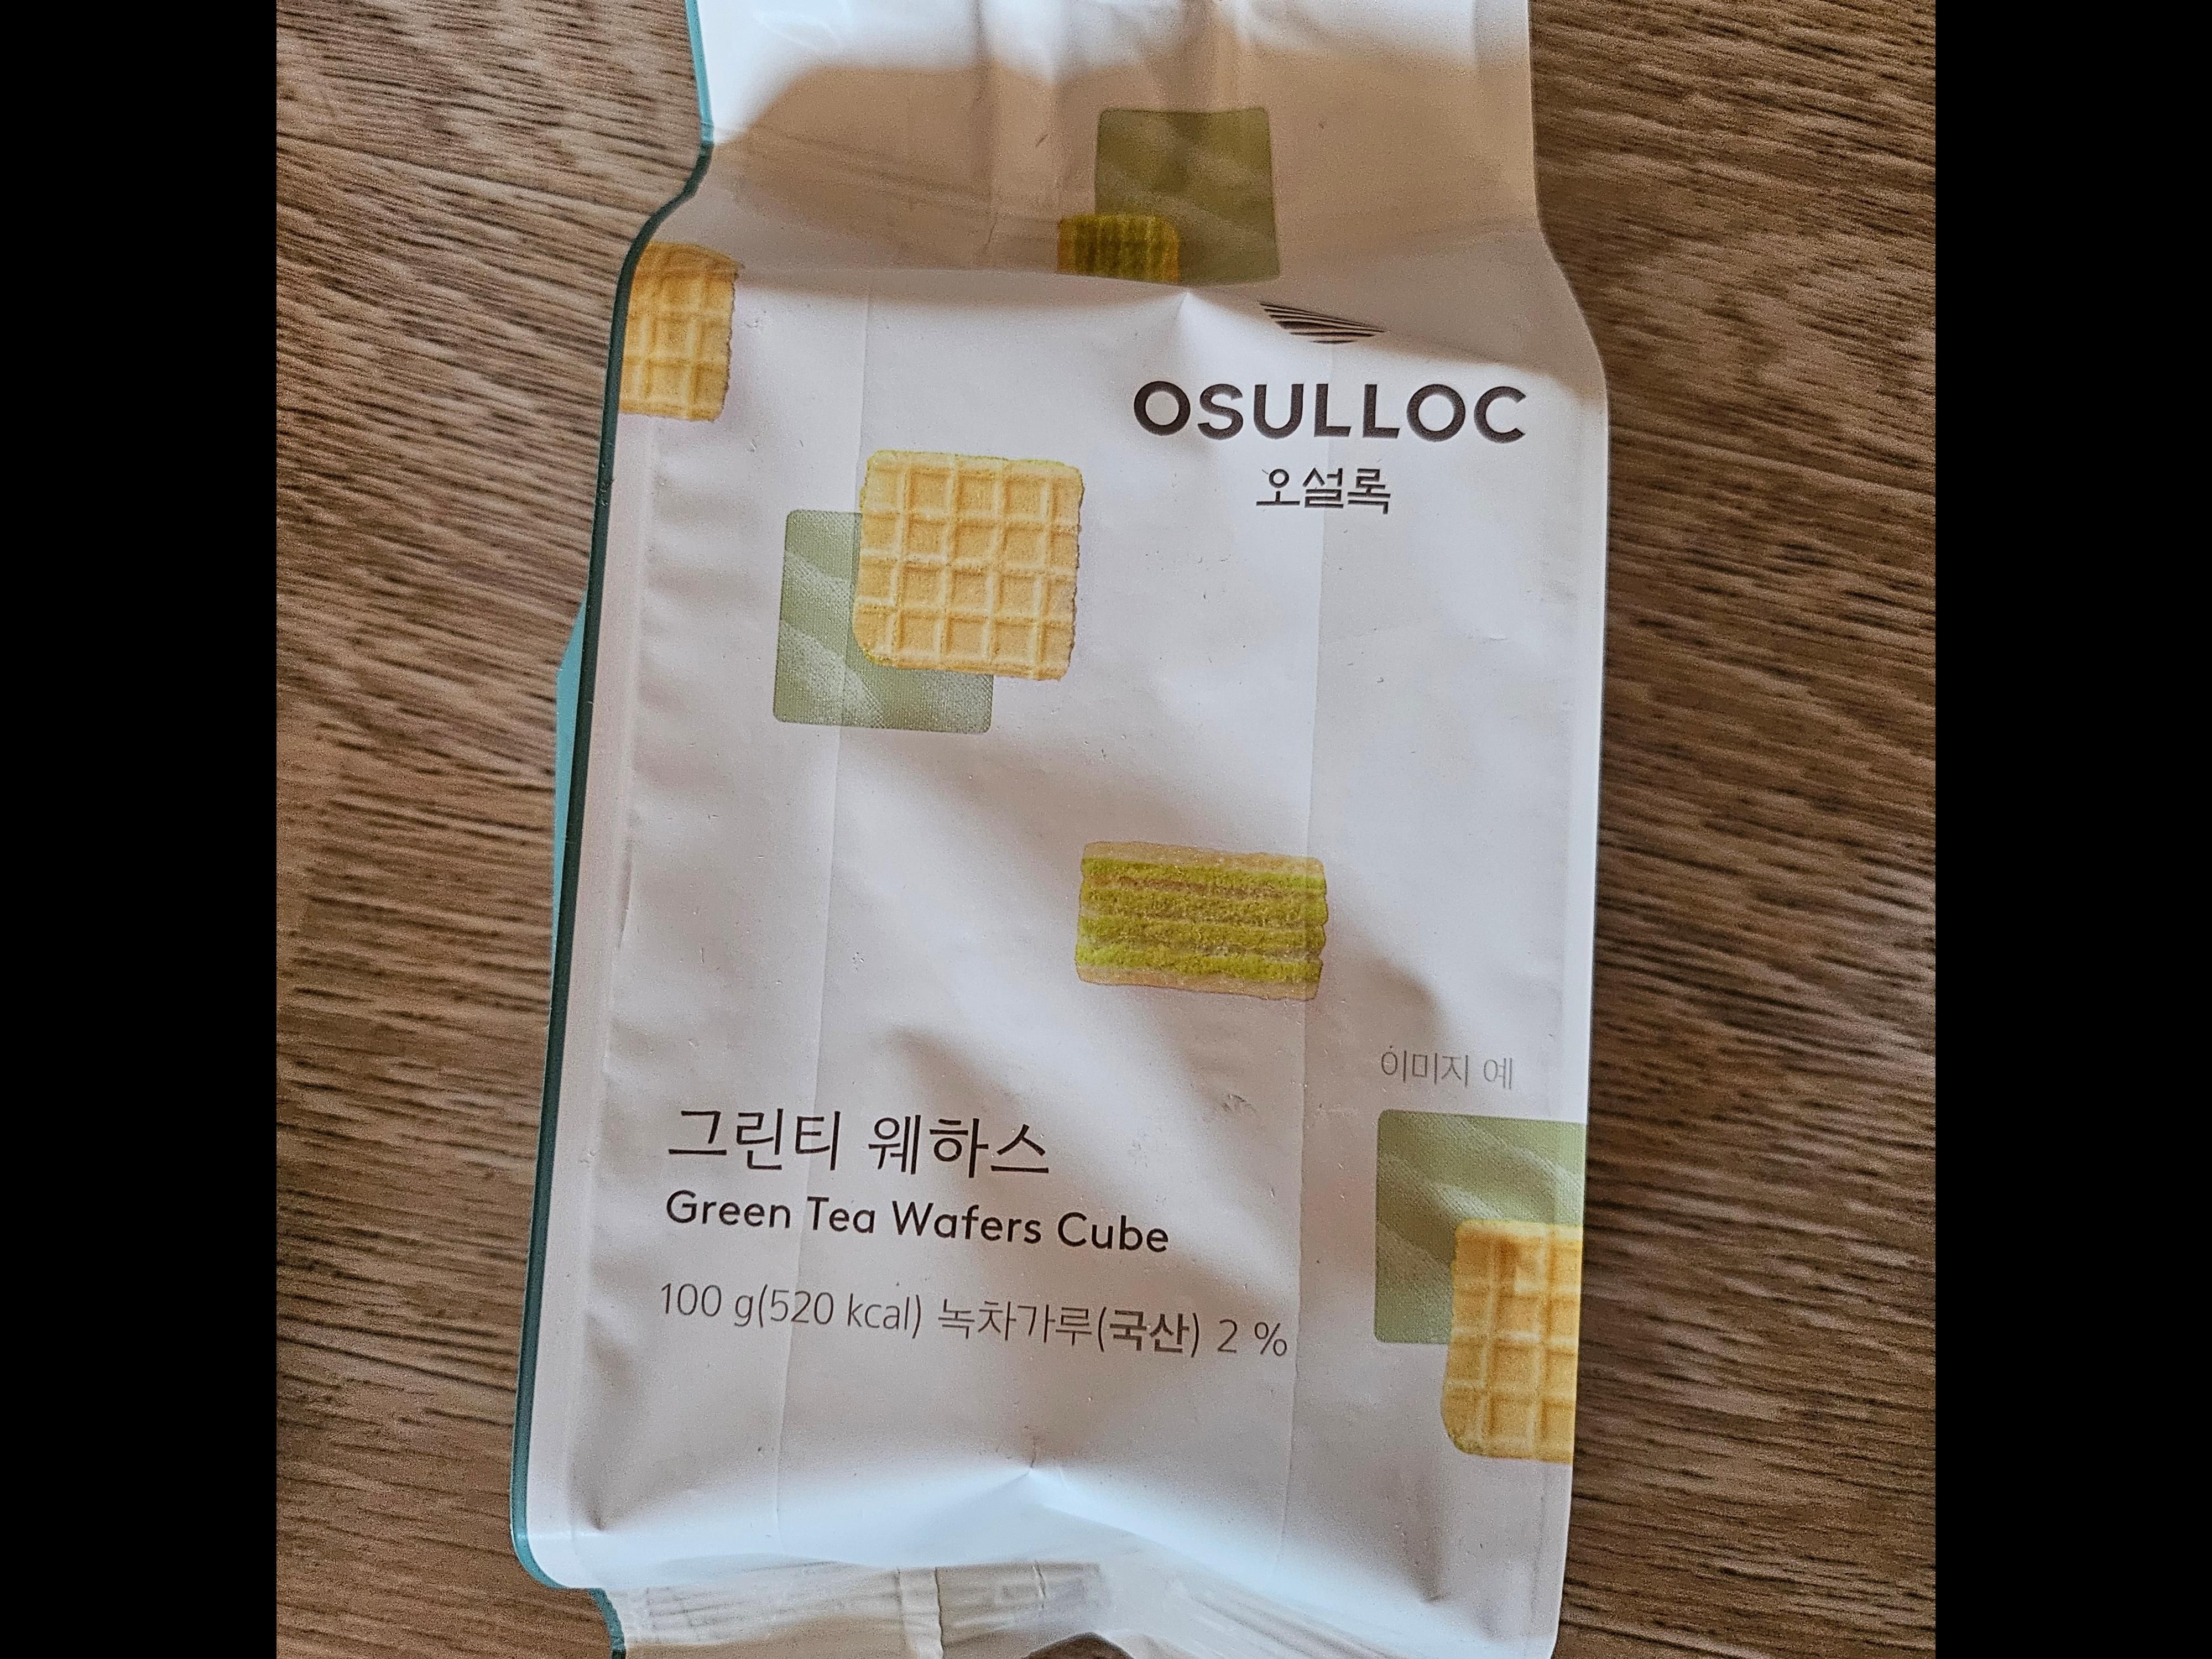 OSULLOC
오설록
이미지 예
그린티 웨하스
Green Tea Wafers Cube
100 g(520 kcal) 녹차가루(국산) 2 %